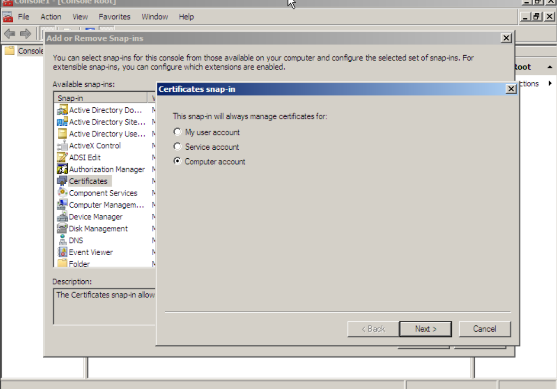 Console1 - [Console Root]
File Action View Favorites Window Help
Console
Add or Remove Snap-ins
You can select snap-ins for this console from those available on your computer and configure the selected set of snap-ins. For
extensible snap-ins, you can configure which extensions are enabled.
Available snap-ins:
Snap-in
Active Directory Do...
Active Directory Site...
Active Directory Use...
ActiveX Control
ADSI Edit
Authorization Manager
Certificates
Component Services
Computer Managem...
Device Manager
Disk Management
DNS
Event Viewer
Folder
Description:
The Certificates snap-in allow
Certificates snap-in
This snap-in will always manage certificates for:
My user account
Service account
Computer account
< Back Next > Cancel
oot
ctions